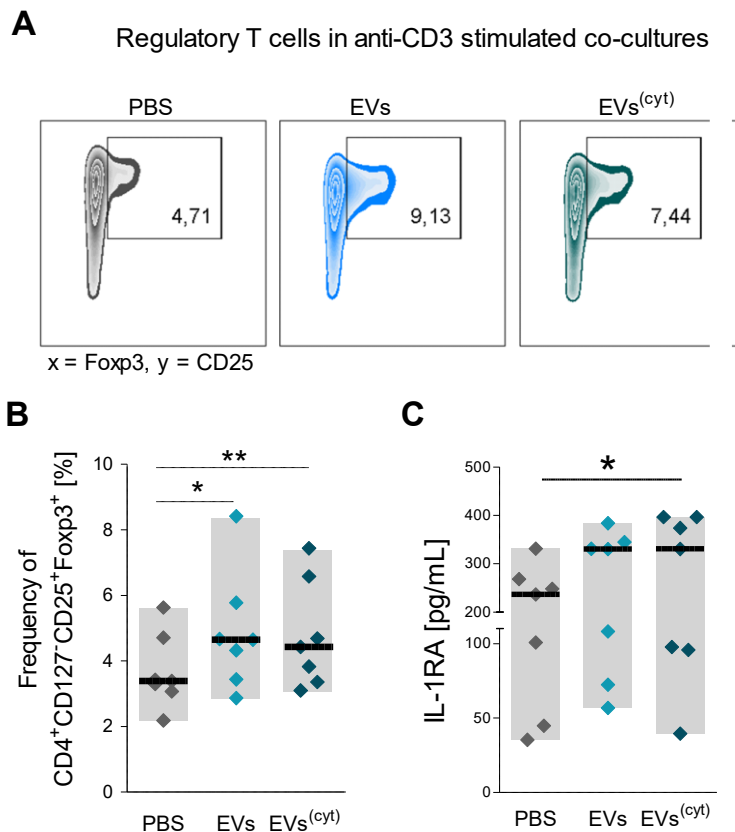 A
Regulatory T cells in anti-CD3 stimulated co-cultures
PBS EVs EVs(cyt)
4,71 9,13 7,44
x = Foxp3, y = CD25
B
Frequency of
CD4+CD127-CD25+Foxp3+ [%]
10
8
6
4
2
0
*
**
PBS EVs EVs(cyt)
C
IL-1RA [pg/mL]
500
400
300
200
100
50
0
*
PBS EVs EVs(cyt)